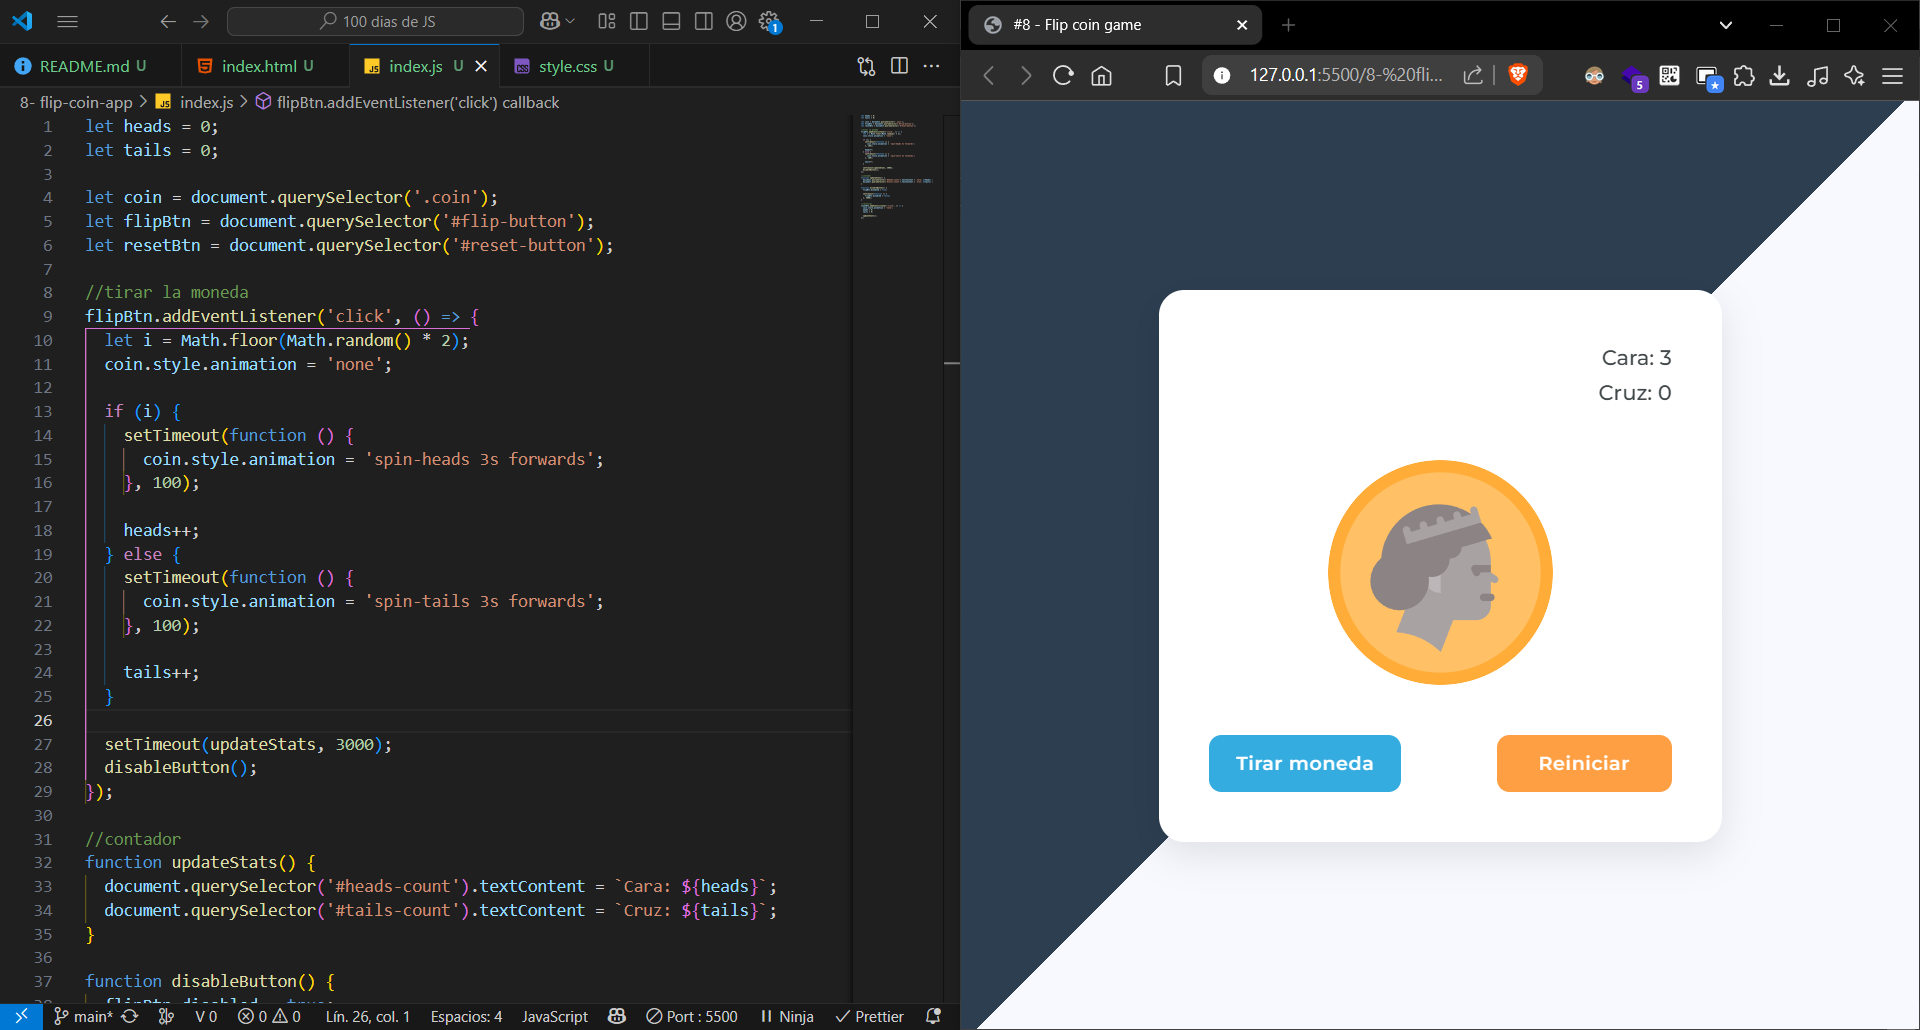 100 dias de JS
1
README.md U
index.html U
JS index.js U
CSS style.css U
8- flip-coin-app > JS index.js > flipBtn.addEventListener('click') callback
1 let heads = 0;
2 let tails = 0;
3
4 let coin = document.querySelector('.coin');
5 let flipBtn = document.querySelector('#flip-button');
6 let resetBtn = document.querySelector('#reset-button');
7
8 //tirar la moneda
9 flipBtn.addEventListener('click', () => {
10 let i = Math.floor(Math.random() * 2);
11 coin.style.animation = 'none';
12
13 if (i) {
14 setTimeout(function () {
15 coin.style.animation = 'spin-heads 3s forwards';
16 }, 100);
17
18 heads++;
19 } else {
20 setTimeout(function () {
21 coin.style.animation = 'spin-tails 3s forwards';
22 }, 100);
23
24 tails++;
25 }
26
27 setTimeout(updateStats, 3000);
28 disableButton();
29 });
30
31 //contador
32 function updateStats() {
33 document.querySelector('#heads-count').textContent = `Cara: ${heads}`;
34 document.querySelector('#tails-count').textContent = `Cruz: ${tails}`;
35 }
36
37 function disableButton() {
main* V 0 0 0 Lín. 26, col. 1 Espacios: 4 JavaScript Port : 5500 Ninja Prettier
#8 - Flip coin game
127.0.0.1:5500/8-%20fli...
5
Cara: 3
Cruz: 0
Tirar moneda
Reiniciar